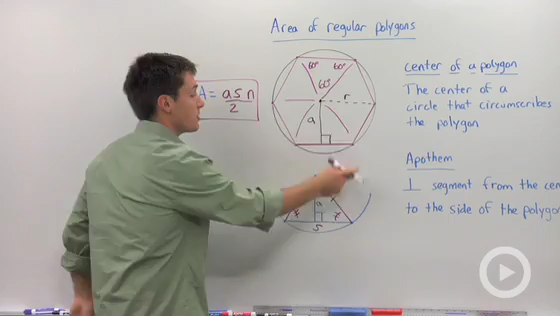 Area of regular polygons
A = asn
2
60° 60°
60°
r
a
center of a polygon
The center of a
circle that circumscribes
the polygon
Apothem
⊥ segment from the cen
to the side of the polygon
a
r r
s